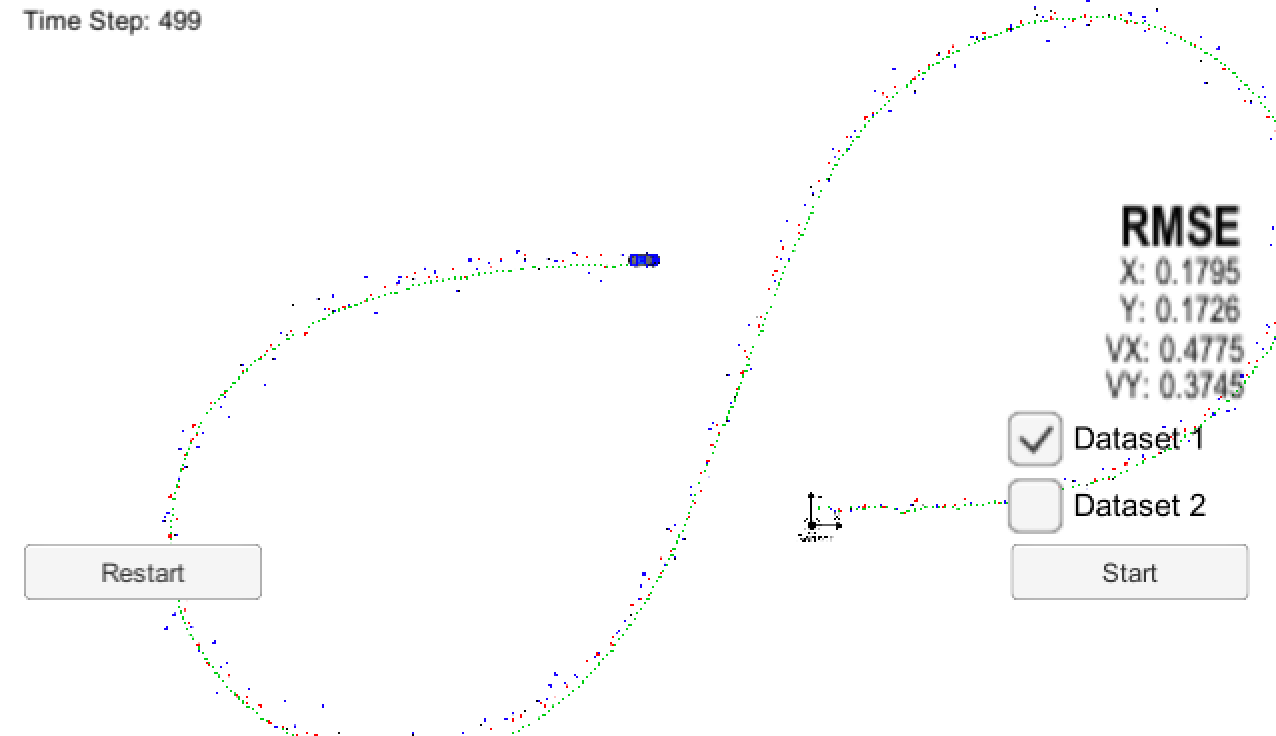 Time Step: 499
RMSE
X: 0.1795
Y: 0.1726
VX: 0.4775
VY: 0.3745
Dataset 1
Dataset 2
Restart
Start